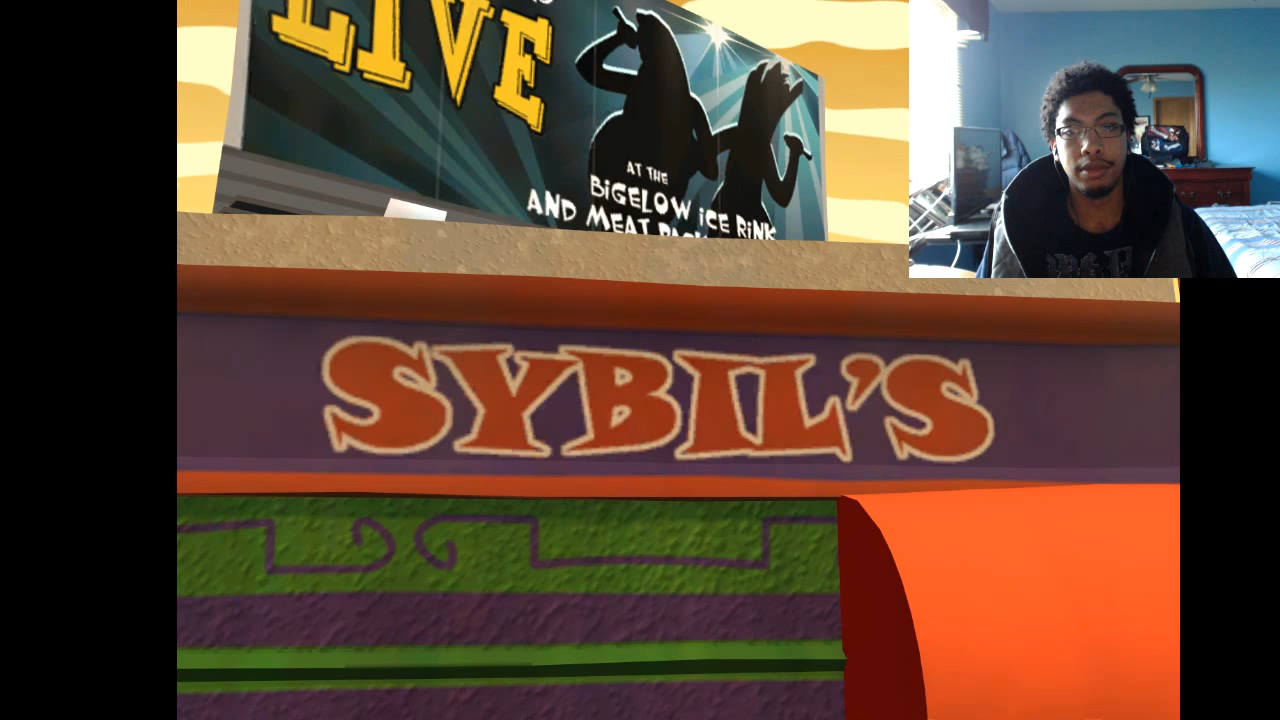 LIVE
AT THE
BiGELOW iCE RiNK
AND MEAT
SYBIL'S